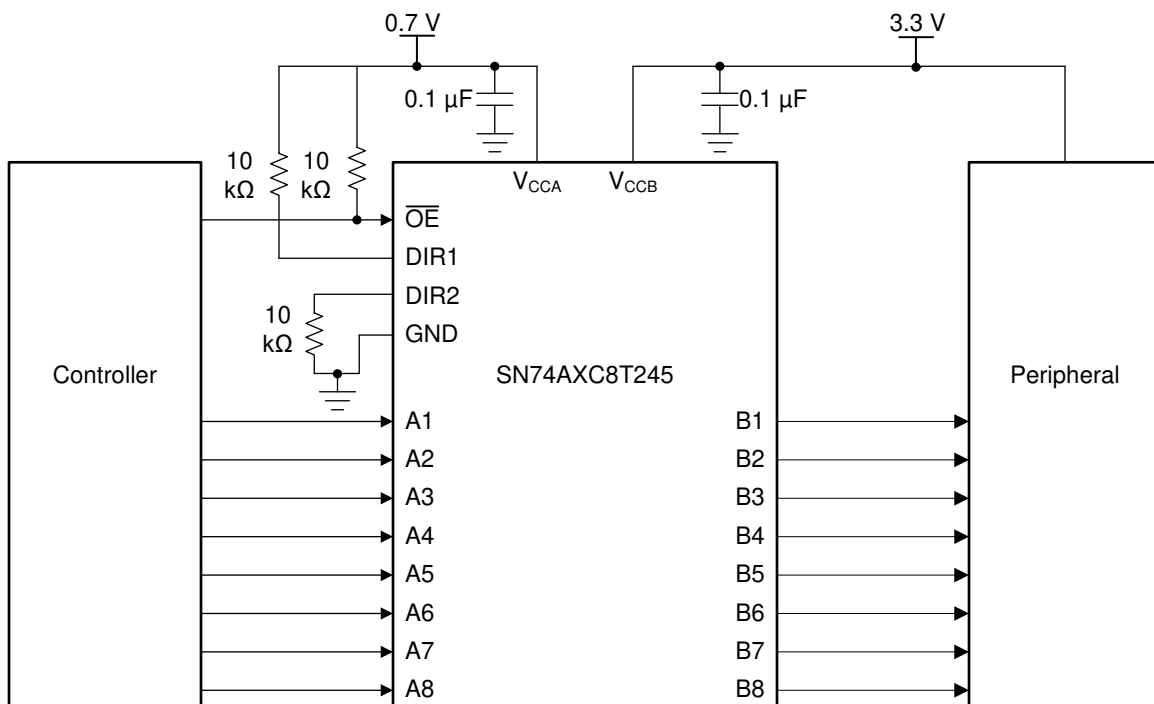 0.7 V
3.3 V
0.1 µF
0.1 µF
10
kΩ
10
kΩ
VCCA
VCCB
OE
DIR1
DIR2
10
kΩ
GND
Controller
SN74AXC8T245
Peripheral
A1
B1
A2
B2
A3
B3
A4
B4
A5
B5
A6
B6
A7
B7
A8
B8